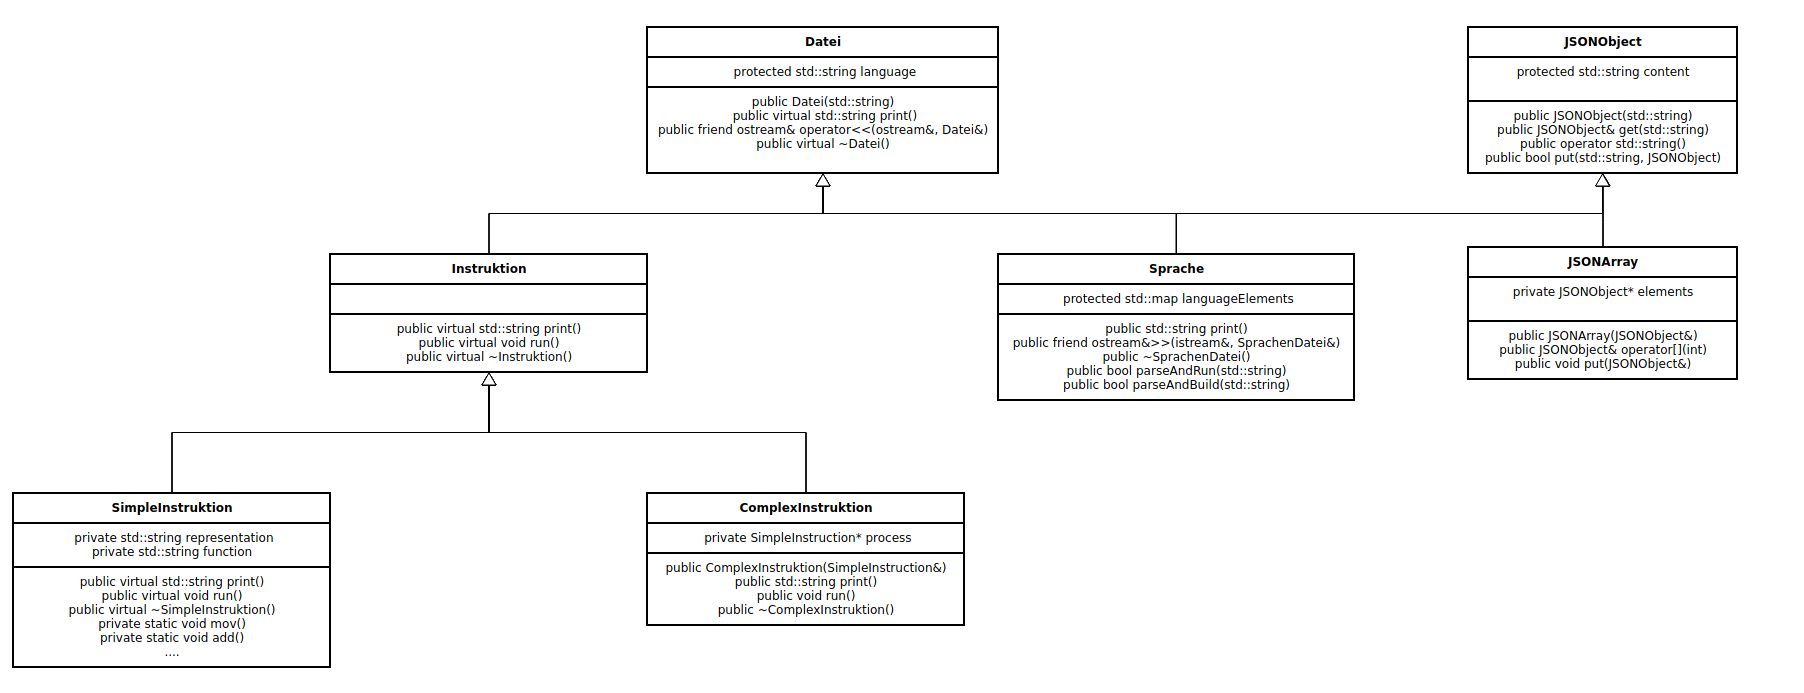 Datei
protected std::string language
public Datei(std::string)
public virtual std::string print()
public friend ostream& operator<<(ostream&, Datei&)
public virtual ~Datei()
JSONObject
protected std::string content
public JSONObject(std::string)
public JSONObject& get(std::string)
public operator std::string()
public bool put(std::string, JSONObject)
Instruktion
public virtual std::string print()
public virtual void run()
public virtual ~Instruktion()
Sprache
protected std::map languageElements
public std::string print()
public friend ostream&>>(istream&, SprachenDatei&)
public ~SprachenDatei()
public bool parseAndRun(std::string)
public bool parseAndBuild(std::string)
JSONArray
private JSONObject* elements
public JSONArray(JSONObject&)
public JSONObject& operator[](int)
public void put(JSONObject&)
SimpleInstruktion
private std::string representation
private std::string function
public virtual std::string print()
public virtual void run()
public virtual ~SimpleInstruktion()
private static void mov()
private static void add()
....
ComplexInstruktion
private SimpleInstruction* process
public ComplexInstruktion(SimpleInstruction&)
public std::string print()
public void run()
public ~ComplexInstruktion()